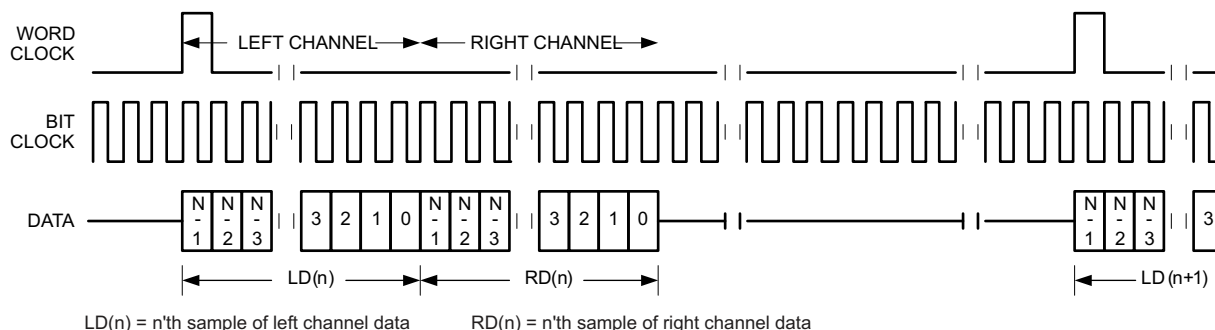 WORD
CLOCK
LEFT CHANNEL
RIGHT CHANNEL
BIT
CLOCK
DATA
N
-
1
N
-
2
N
-
3
3
2
1
0
N
-
1
N
-
2
N
-
3
3
2
1
0
N
-
1
N
-
2
N
-
3
3
LD(n)
RD(n)
LD (n+1)
LD(n) = n'th sample of left channel data
RD(n) = n'th sample of right channel data